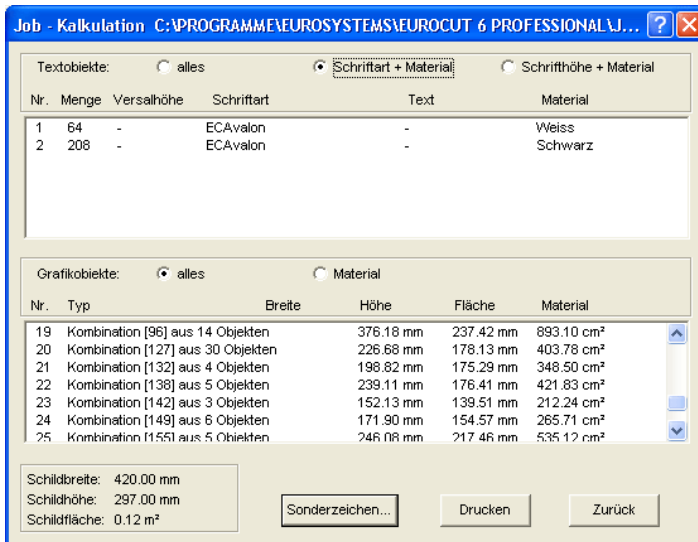 Job - Kalkulation C:\PROGRAMME\EUROSYSTEMS\EUROCUT 6 PROFESSIONAL\J...
Textobiekte: alles Schriftart + Material Schrifthöhe + Material
Nr. Menge Versalhöhe Schriftart Text Material
1 64 - ECAvalon - Weiss
2 208 - ECAvalon - Schwarz
Grafikobiekte: alles Material
Nr. Typ Breite Höhe Fläche Material
19 Kombination [96] aus 14 Objekten 376.18 mm 237.42 mm 893.10 cm²
20 Kombination [127] aus 30 Objekten 226.68 mm 178.13 mm 403.78 cm²
21 Kombination [132] aus 4 Objekten 198.82 mm 175.29 mm 348.50 cm²
22 Kombination [138] aus 5 Objekten 239.11 mm 176.41 mm 421.83 cm²
23 Kombination [142] aus 3 Objekten 152.13 mm 139.51 mm 212.24 cm²
24 Kombination [149] aus 6 Objekten 171.90 mm 154.57 mm 265.71 cm²
25 Kombination [155] aus 5 Objekten 246.08 mm 217.46 mm 535.12 cm²
Schildbreite: 420.00 mm
Schildhöhe: 297.00 mm
Schildfläche: 0.12 m²
Sonderzeichen... Drucken Zurück